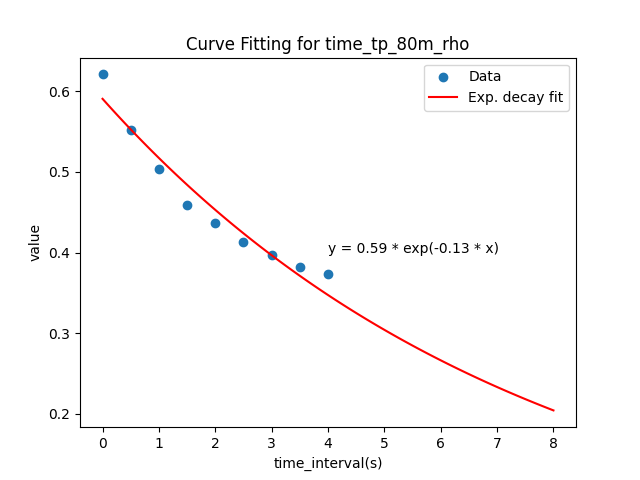 Curve Fitting for time_tp_80m_rho
Data
Exp. decay fit
y = 0.59 * exp(-0.13 * x)
value
0.6
0.5
0.4
0.3
0.2
0 1 2 3 4 5 6 7 8
time_interval(s)